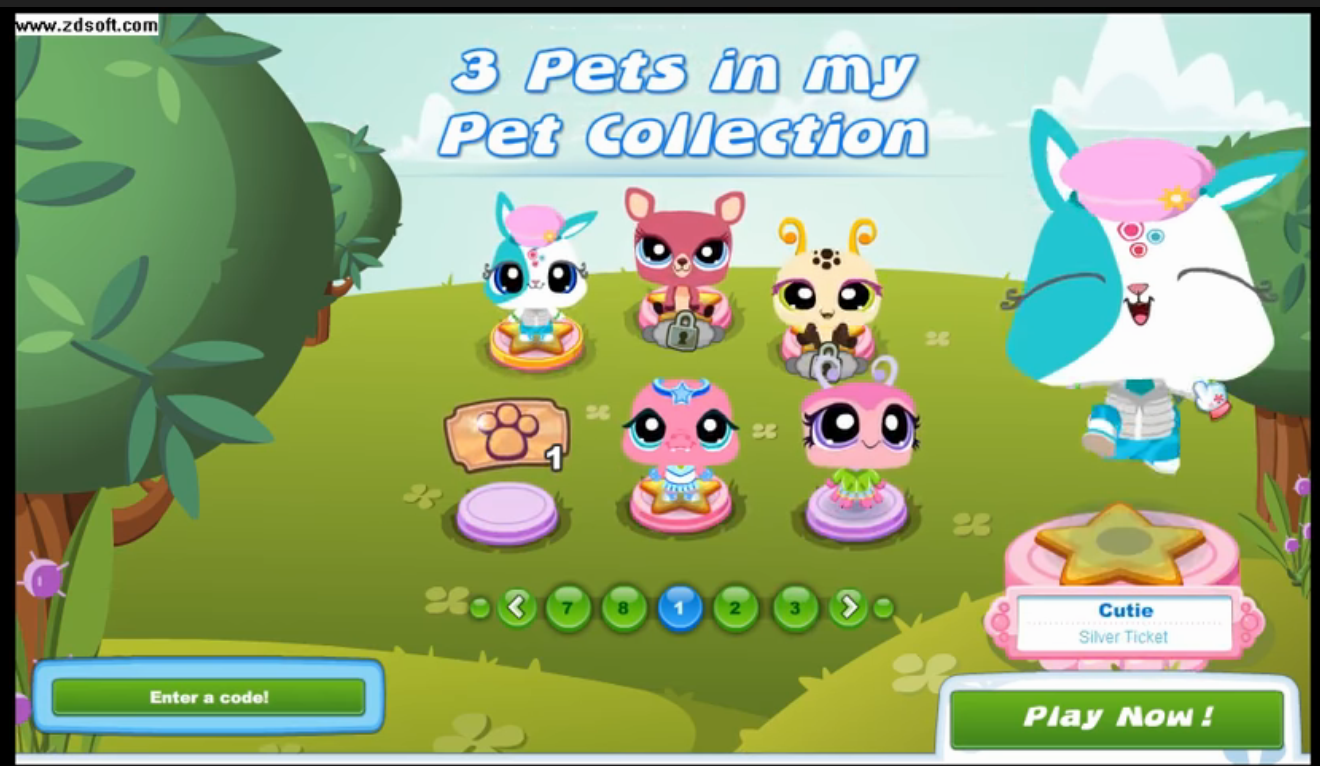 www.zdsoft.com
3 Pets in my
Pet Collection
1
7 8 1 2 3
Cutie
Silver Ticket
Enter a code!
Play Now!